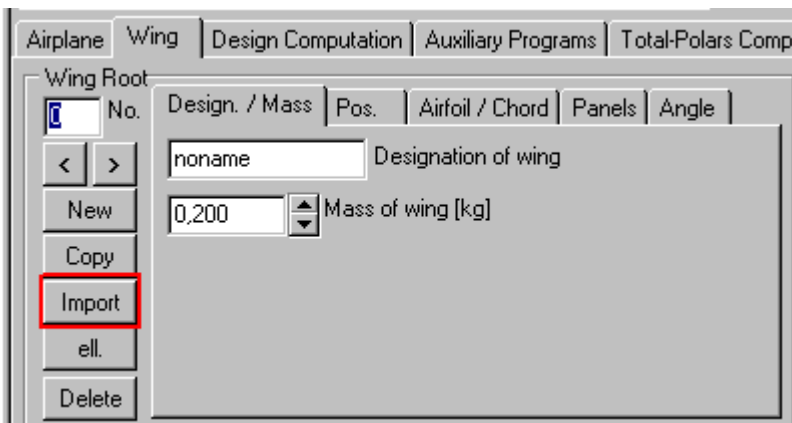 Airplane Wing Design Computation Auxiliary Programs Total-Polars Comp
Wing Root
0 No. Design. / Mass Pos. Airfoil / Chord Panels Angle
< > noname Designation of wing
New 0,200 Mass of wing [kg]
Copy
Import
ell.
Delete